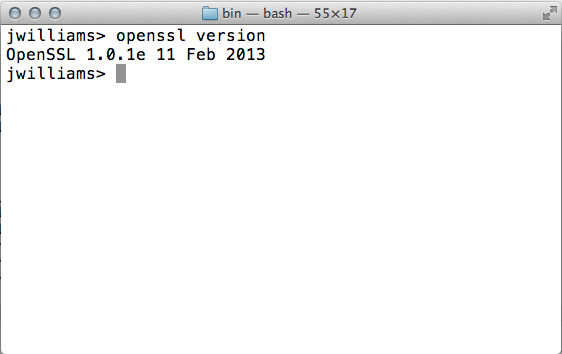 bin — bash — 55×17
jwilliams> openssl version
OpenSSL 1.0.1e 11 Feb 2013
jwilliams>